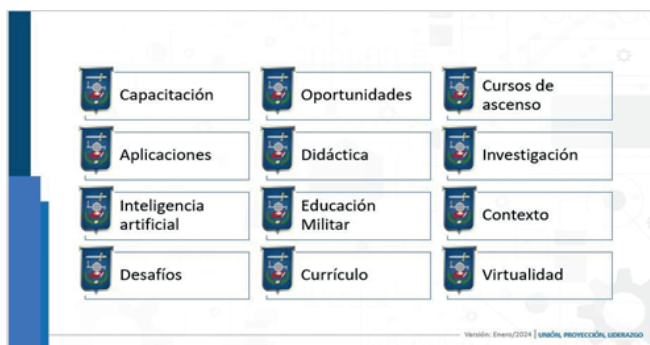 Capacitación
Oportunidades
Cursos de
ascenso
Aplicaciones
Didáctica
Investigación
Inteligencia
artificial
Educación
Militar
Contexto
Desafíos
Currículo
Virtualidad
Versión: Enero/2024 | UNIÓN, PROYECCIÓN, LIDERAZGO